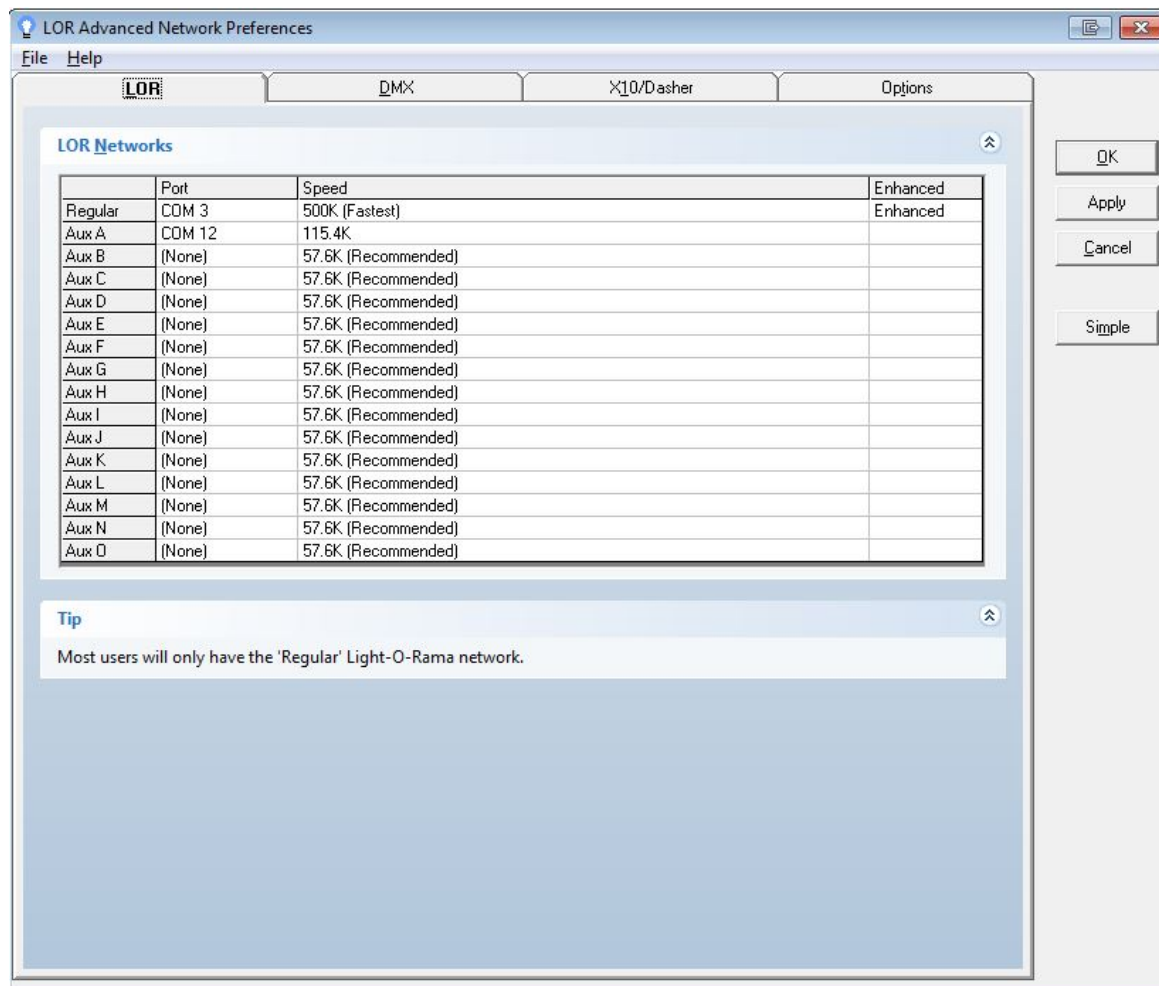 LOR Advanced Network Preferences
File Help
LOR DMX X10/Dasher Options
LOR Networks
OK
Apply
Cancel
Simple
Port Speed Enhanced
Regular COM 3 500K (Fastest) Enhanced
Aux A COM 12 115.4K
Aux B (None) 57.6K (Recommended)
Aux C (None) 57.6K (Recommended)
Aux D (None) 57.6K (Recommended)
Aux E (None) 57.6K (Recommended)
Aux F (None) 57.6K (Recommended)
Aux G (None) 57.6K (Recommended)
Aux H (None) 57.6K (Recommended)
Aux I (None) 57.6K (Recommended)
Aux J (None) 57.6K (Recommended)
Aux K (None) 57.6K (Recommended)
Aux L (None) 57.6K (Recommended)
Aux M (None) 57.6K (Recommended)
Aux N (None) 57.6K (Recommended)
Aux O (None) 57.6K (Recommended)
Tip
Most users will only have the 'Regular' Light-O-Rama network.